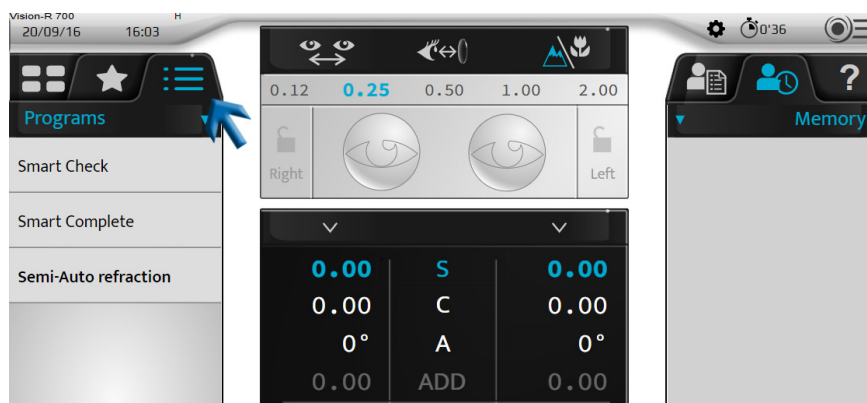 Vision-R 700
H
20/09/16 16:03
0'36
?
0.12 0.25 0.50 1.00 2.00
Programs
Memory
Right
Left
Smart Check
Smart Complete
Semi-Auto refraction
0.00 S 0.00
0.00 C 0.00
0° A 0°
0.00 ADD 0.00